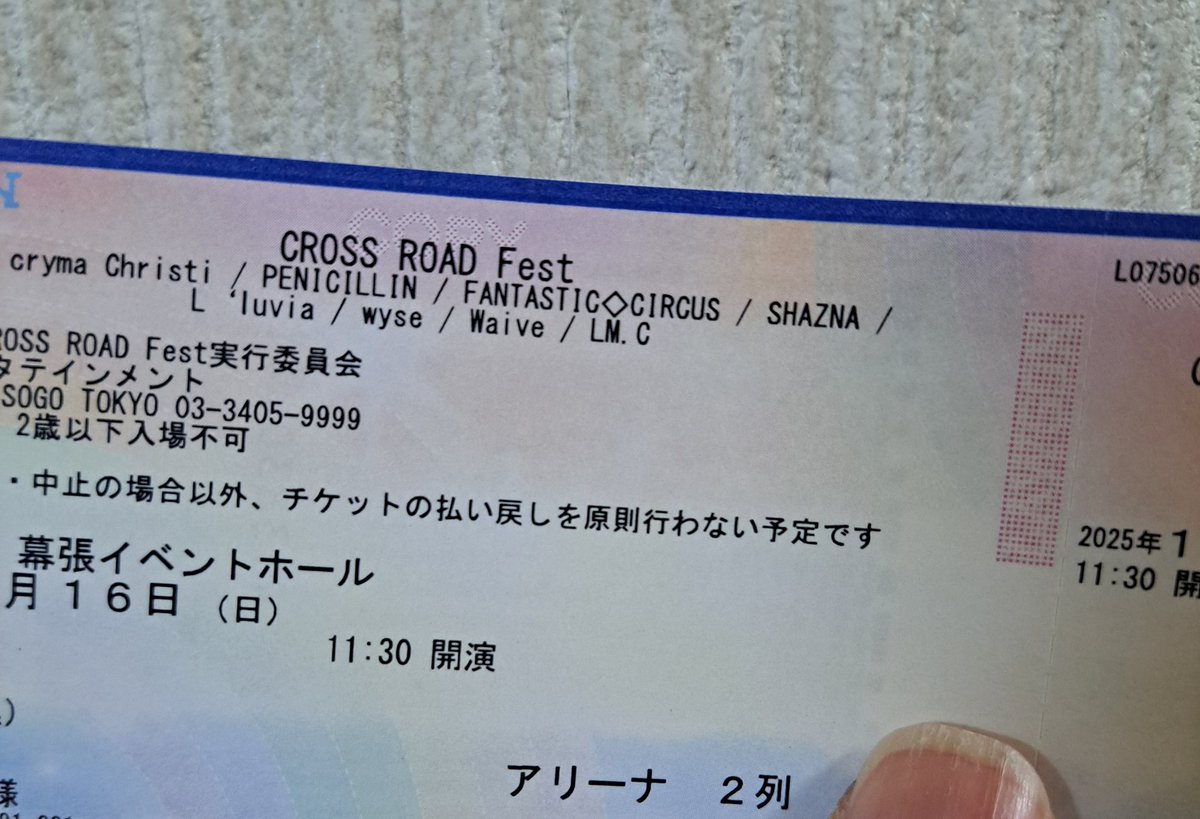 CROSS ROAD Fest
cryma Christi / PENICILLIN / FANTASTIC◇CIRCUS / SHAZNA /
L 'luvia / wyse / Waive / LM.C
ROSS ROAD Fest実行委員会
タテインメント
SOGO TOKYO 03-3405-9999
2歳以下入場不可
・中止の場合以外、チケットの払い戻しを原則行わない予定です
幕張イベントホール
月16日(日)
11:30 開演
アリーナ 2列
様
L07506
2025年1
11:30 開
COPY